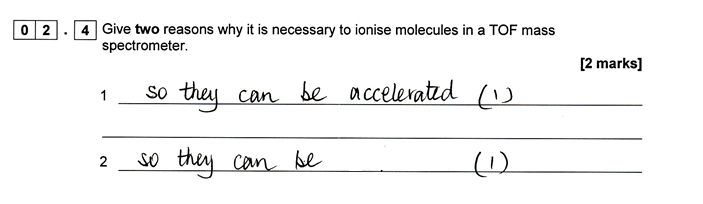 0 2 . 4 Give two reasons why it is necessary to ionise molecules in a TOF mass
spectrometer.
[2 marks]
1 so they can be accelerated (1)
2 so they can be (1)